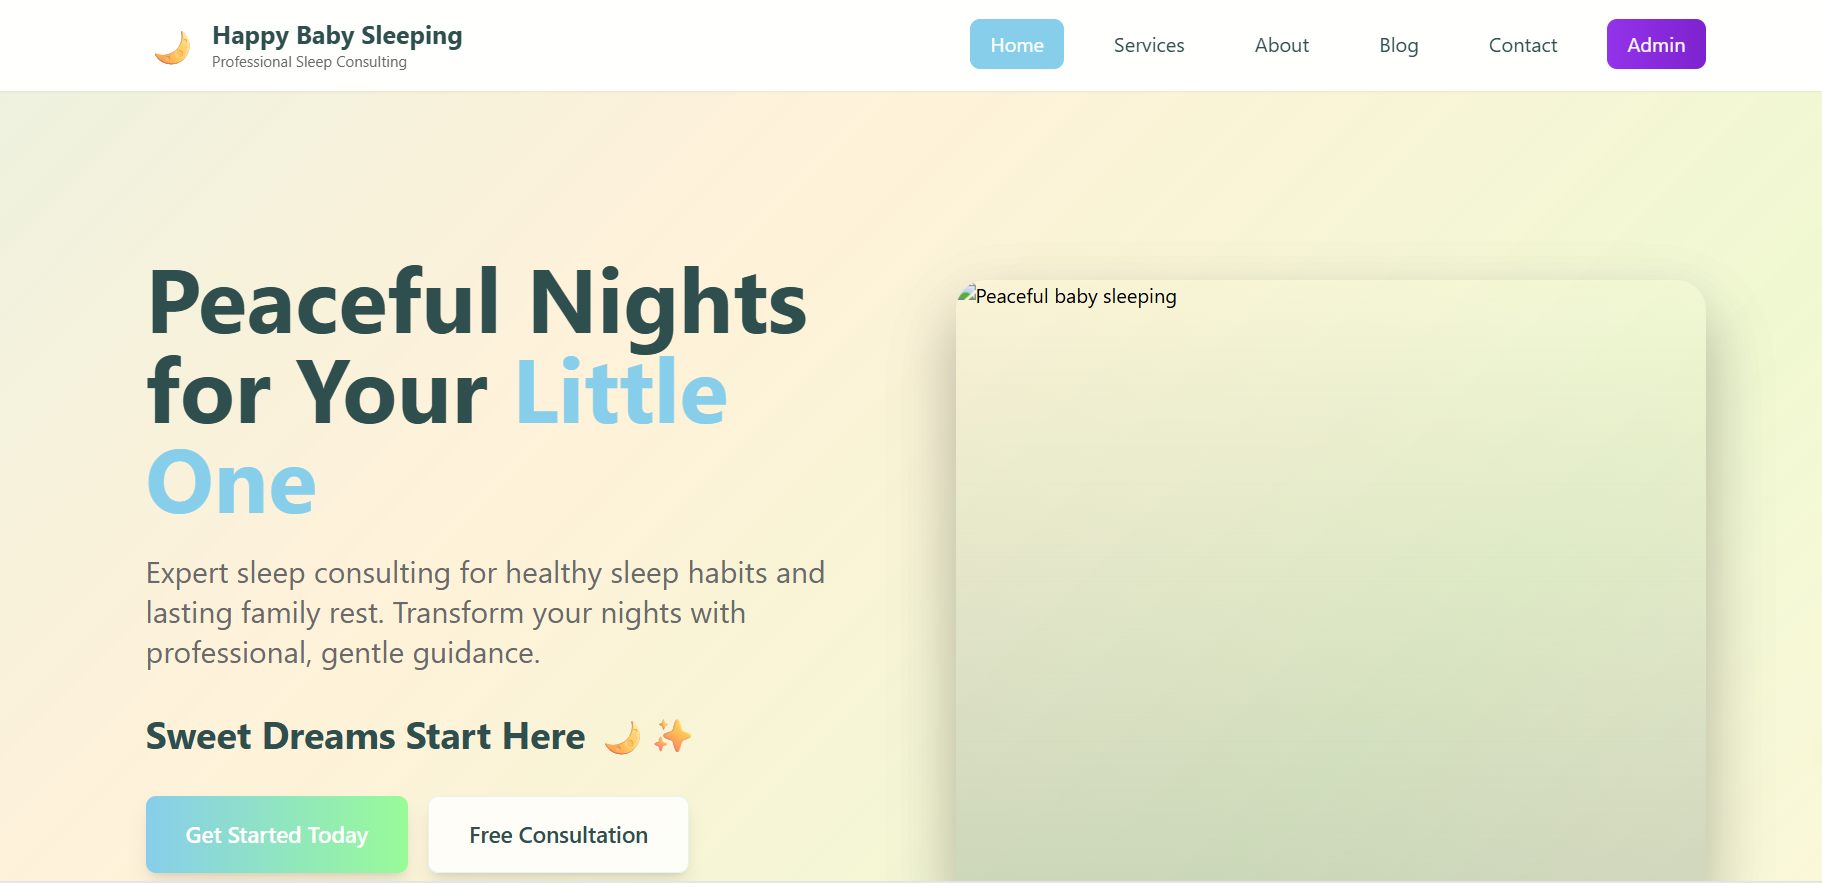 Happy Baby Sleeping
Professional Sleep Consulting
Home
Services
About
Blog
Contact
Admin
Peaceful Nights
for Your Little
One
Expert sleep consulting for healthy sleep habits and
lasting family rest. Transform your nights with
professional, gentle guidance.
Sweet Dreams Start Here 🌙 ✨
Get Started Today
Free Consultation
Peaceful baby sleeping